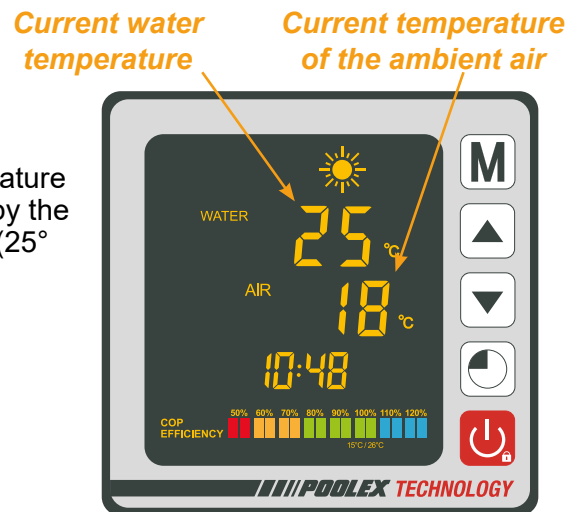 Current water
temperature
Current temperature
of the ambient air
ature
by the
(25°
M
WATER
25 °C
AIR
18 °C
10:48
50% 60% 70% 80% 90% 100% 110% 120%
COP
EFFICIENCY
15°C / 26°C
POOLEX TECHNOLOGY